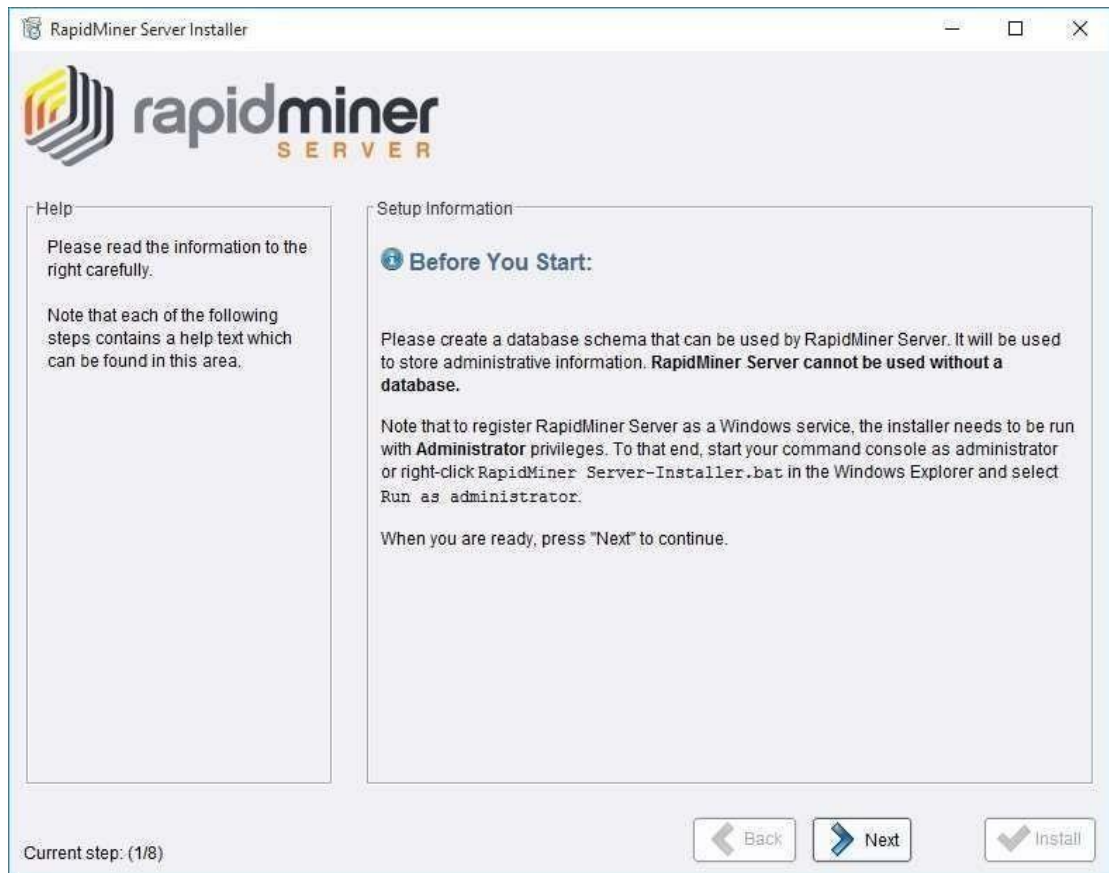 RapidMiner Server Installer
rapidminer
SERVER
Help
Please read the information to the
right carefully.
Note that each of the following
steps contains a help text which
can be found in this area.
Setup Information
Before You Start:
Please create a database schema that can be used by RapidMiner Server. It will be used
to store administrative information. RapidMiner Server cannot be used without a
database.
Note that to register RapidMiner Server as a Windows service, the installer needs to be run
with Administrator privileges. To that end, start your command console as administrator
or right-click RapidMiner Server-Installer.bat in the Windows Explorer and select
Run as administrator.
When you are ready, press "Next" to continue.
Current step: (1/8)
Back
Next
Install